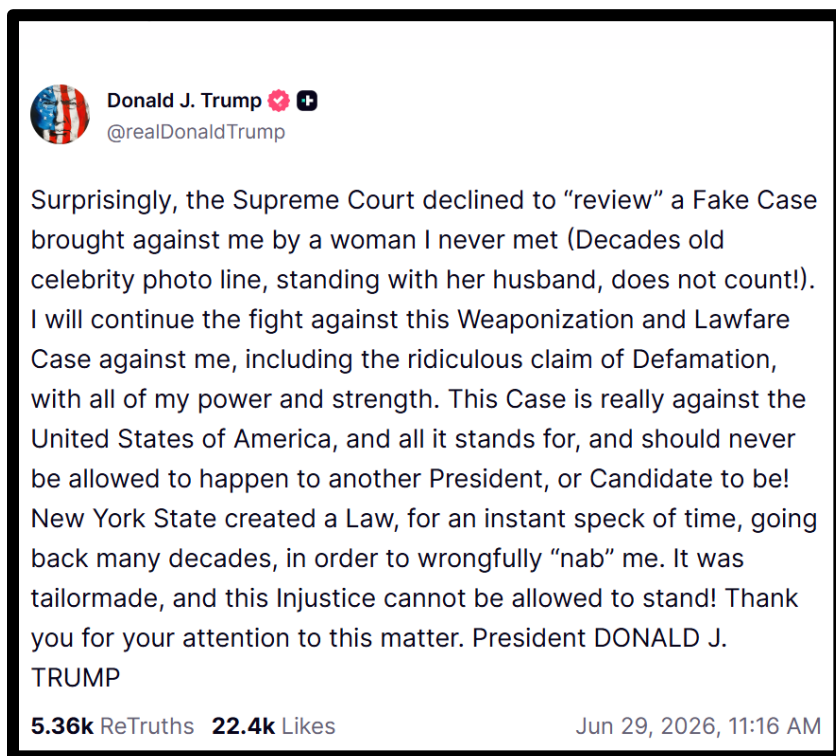 Donald J. Trump
@realDonaldTrump
Surprisingly, the Supreme Court declined to “review” a Fake Case
brought against me by a woman I never met (Decades old
celebrity photo line, standing with her husband, does not count!).
I will continue the fight against this Weaponization and Lawfare
Case against me, including the ridiculous claim of Defamation,
with all of my power and strength. This Case is really against the
United States of America, and all it stands for, and should never
be allowed to happen to another President, or Candidate to be!
New York State created a Law, for an instant speck of time, going
back many decades, in order to wrongfully “nab” me. It was
tailormade, and this Injustice cannot be allowed to stand! Thank
you for your attention to this matter. President DONALD J.
TRUMP
5.36k ReTruths 22.4k Likes Jun 29, 2026, 11:16 AM